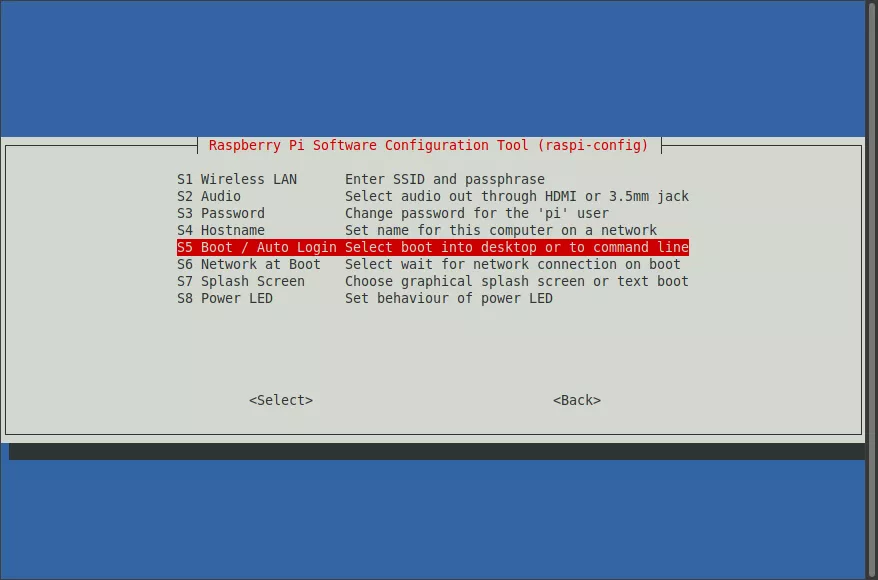 Raspberry Pi Software Configuration Tool (raspi-config)
S1 Wireless LAN Enter SSID and passphrase
S2 Audio Select audio out through HDMI or 3.5mm jack
S3 Password Change password for the 'pi' user
S4 Hostname Set name for this computer on a network
S5 Boot / Auto Login Select boot into desktop or to command line
S6 Network at Boot Select wait for network connection on boot
S7 Splash Screen Choose graphical splash screen or text boot
S8 Power LED Set behaviour of power LED
<Select> <Back>